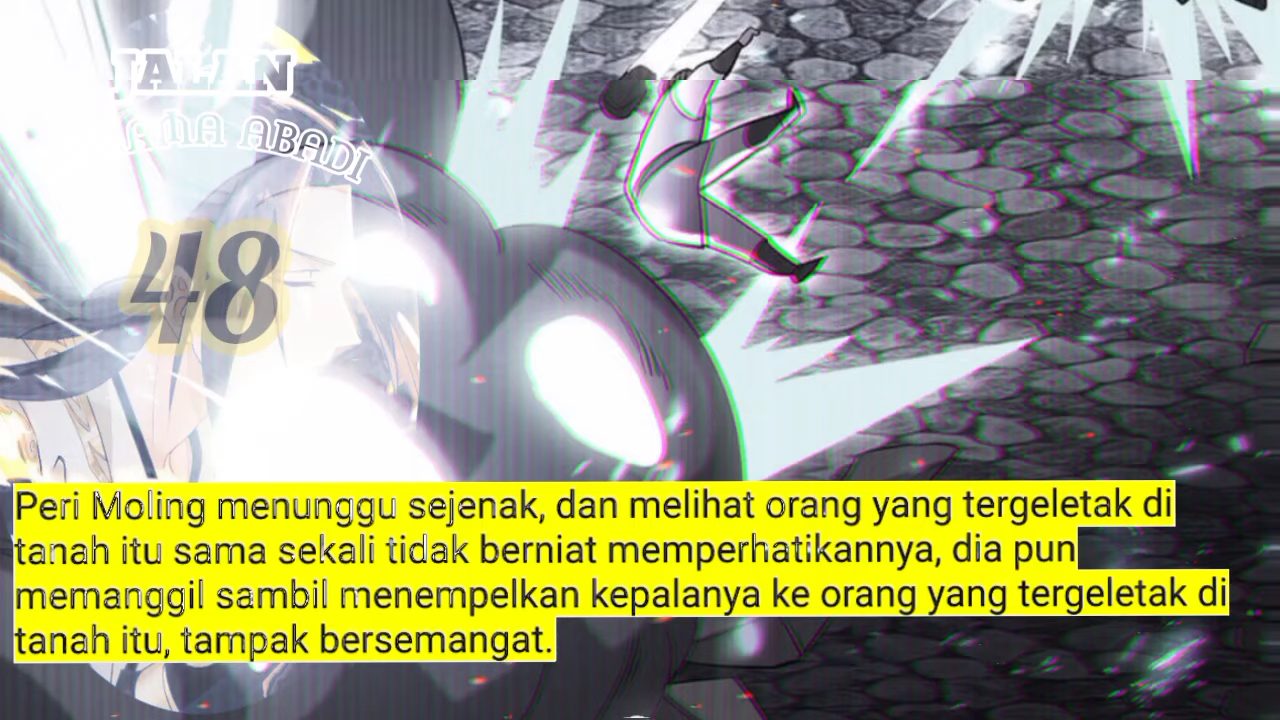 JALAN
ABADI
48
Peri Moling menunggu sejenak, dan melihat orang yang tergeletak di
tanah itu sama sekali tidak berniat memperhatikannya, dia pun
memanggil sambil menempelkan kepalanya ke orang yang tergeletak di
tanah itu, tampak bersemangat.